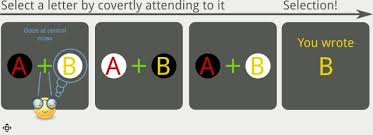 Select a letter by covertly attending to it
Selection!
Gaze at central
cross
A + B
A + B
A + B
You wrote
B